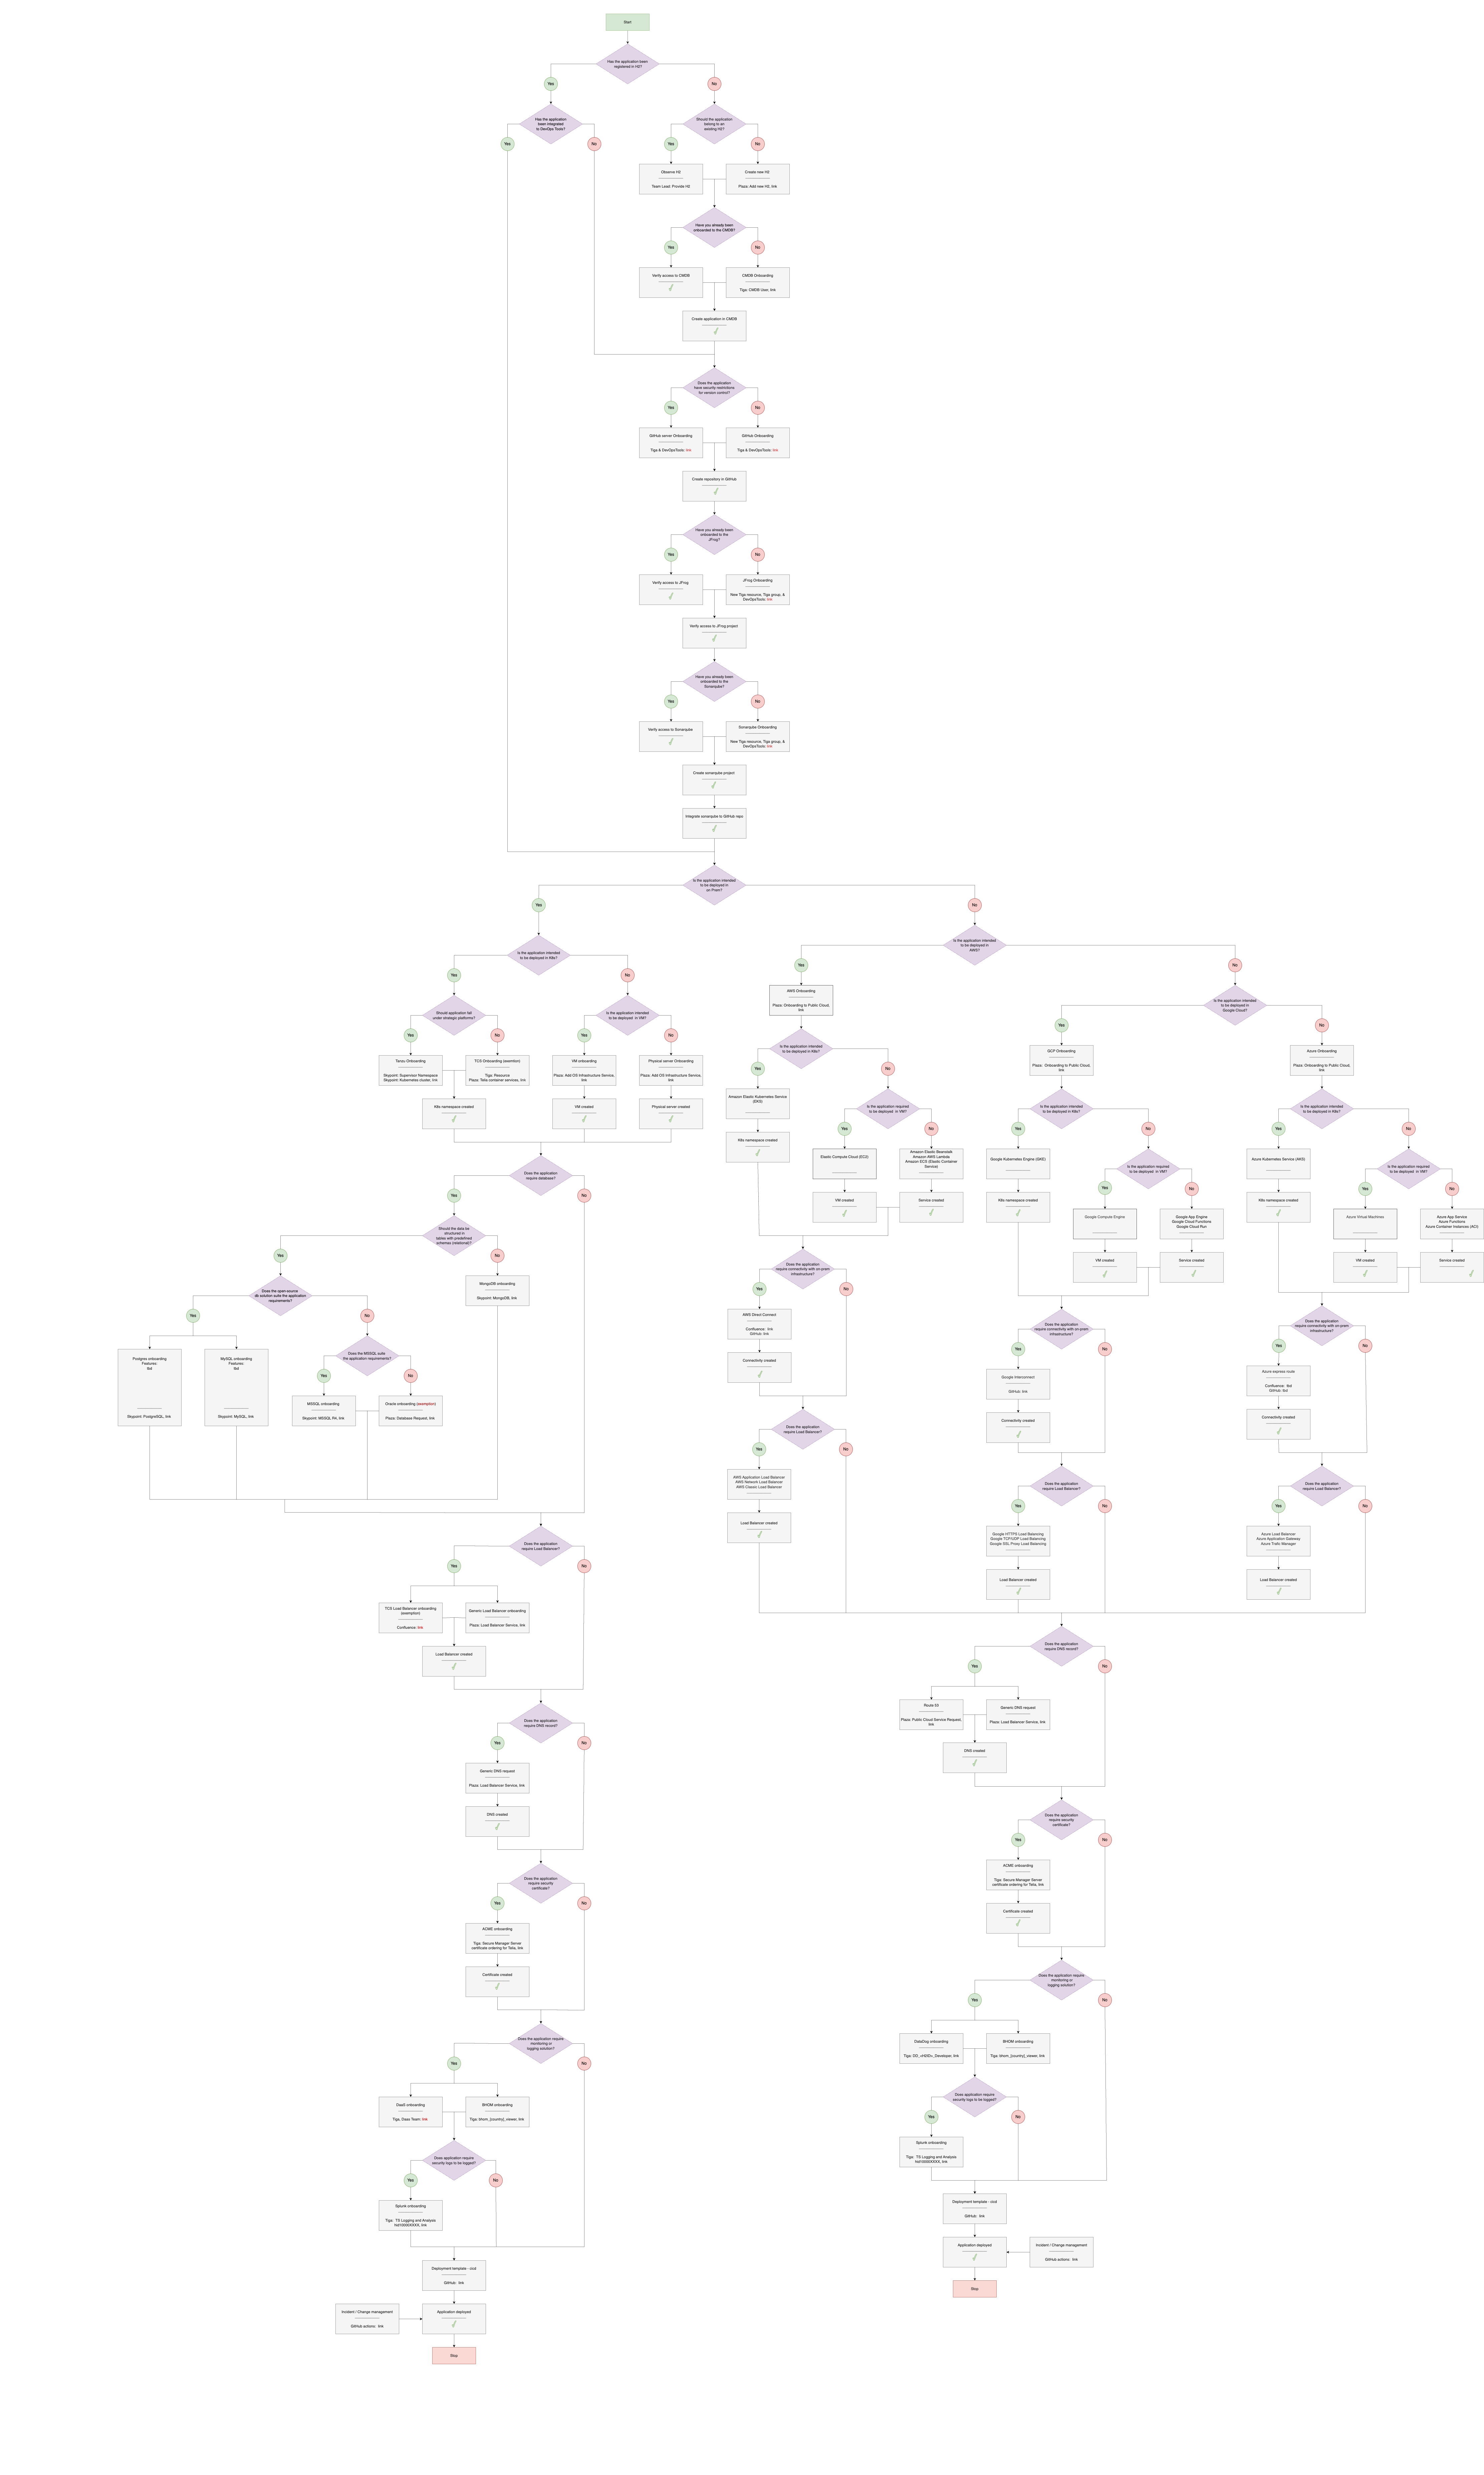 Start
Has the application been
registered in H2?
Yes
No
Has the application
been integrated
to DevOps Tools?
Should the application
belong to an
existing H2?
Yes
No
Yes
No
Observe H2
Team Lead: Provide H2
Create new H2
Plaza: Add new H2, link
Have you already been
onboarded to the CMDB?
Yes
No
Verify access to CMDB
CMDB Onboarding
Tigs: CMDB User, link
Create application in CMDB
Does the application
have security restrictions
for version control?
Yes
No
GitHub server Onboarding
Tigs & DevOpsTools: link
GitHub Onboarding
Tigs & DevOpsTools: link
Create repository in GitHub
Have you already been
onboarded to the
JFrog?
Yes
No
Verify access to JFrog
JFrog Onboarding
New Tigs resource, Tigs group, &
DevOpsTools: link
Verify access to JFrog project
Have you already been
onboarded to the
Sonarqube?
Yes
No
Verify access to Sonarqube
Sonarqube Onboarding
New Tigs resource, Tigs group, &
DevOpsTools: link
Create sonarqube project
Integrate sonarqube to GitHub repo
Is the application intended
to be deployed in
on Prem?
Yes
No
Is the application intended
to be deployed in K8s?
Yes
No
Should application fall
under strategic platforms?
Is the application intended
to be deployed in VM?
Yes
No
Yes
No
Tanzu Onboarding
Skypoint: Supervisor Namespace
Skypoint: Kubernetes cluster, link
TCS Onboarding (exemtion)
Tigs: Resource
Plaza: Telia container services, link
VM onboarding
Plaza: Add OS Infrastructure Service,
link
Physical server Onboarding
Plaza: Add OS Infrastructure Service,
link
K8s namespace created
VM created
Physical server created
Does the application
require database?
Yes
No
Should the data be
structured in
tables with predefined
schemas (relational)?
Yes
No
Does the open-source
db solution suite the application
requirements?
MongoDB onboarding
Skypoint: MongoDB, link
Yes
No
Postgres onboarding
Features:
tbd
Skypoint: PostgreSQL, link
MySQL onboarding
Features:
tbd
Skypoint: MySQL, link
Does the MSSQL suite
the application requirements?
Yes
No
MSSQL onboarding
Skypoint: MSSQL PA, link
Oracle onboarding (exemption)
Plaza: Database Request, link
Does the application
require Load Balancer?
Yes
No
TCS Load Balancer onboarding
(exemption)
Confluence: link
Generic Load Balancer onboarding
Plaza: Load Balancer Service, link
Load Balancer created
Does the application
require DNS record?
Yes
No
Generic DNS request
Plaza: Load Balancer Service, link
DNS created
Does the application
require security
certificate?
Yes
No
ACME onboarding
Tigs: Secure Manager Server
certificate ordering for Telia, link
Certificate created
Does the application require
monitoring or
logging solution?
Yes
No
DaaS onboarding
Tigs, Daas Team: link
BHOM onboarding
Tigs: bhom_[country]_viewer, link
Does application require
security logs to be logged?
Yes
No
Splunk onboarding
Tigs: TS Logging and Analysis
Deployment template - cicd
GitHub: link
Incident / Change management
GitHub actions: link
Application deployed
Stop
Is the application intended
to be deployed in
AWS?
Yes
No
AWS Onboarding
Plaza: Onboarding to Public Cloud,
link
Is the application intended
to be deployed in K8s?
Yes
No
Amazon Elastic Kubernetes Service
(EKS)
K8s namespace created
Is the application required
to be deployed in VM?
Yes
No
Elastic Compute Cloud (EC2)
VM created
Amazon Elastic Beanstalk
Amazon AWS Lambda
Amazon ECS (Elastic Container
Service)
Service created
Does the application
require connectivity with on-prem
infrastructure?
Yes
No
AWS Direct Connect
Confluence: link
GitHub: link
Connectivity created
Does the application
require Load Balancer?
Yes
No
AWS Application Load Balancer
AWS Network Load Balancer
AWS Classic Load Balancer
Load Balancer created
Is the application intended
to be deployed in
Google Cloud?
Yes
No
GCP Onboarding
Plaza: Onboarding to Public Cloud,
link
Is the application intended
to be deployed in K8s?
Yes
No
Google Kubernetes Engine (GKE)
K8s namespace created
Is the application required
to be deployed to VM?
Yes
No
Google Compute Engine
VM created
Google App Engine
Google Cloud Functions
Google Cloud Run
Service created
Does the application
require connectivity with on-prem
infrastructure?
Yes
No
Google Interconnect
GitHub: link
Connectivity created
Does the application
require Load Balancer?
Yes
No
Google HTTPS Load Balancing
Google TCP/UDP Load Balancing
Google SSL Proxy Load Balancing
Load Balancer created
Azure Onboarding
Plaza: Onboarding to Public Cloud,
link
Is the application intended
to be deployed in K8s?
Yes
No
Azure Kubernetes Service (AKS)
K8s namespace created
Is the application required
to be deployed in VM?
Yes
No
Azure Virtual Machines
VM created
Azure App Service
Azure Functions
Azure Container Instances (ACI)
Service created
Does the application
require connectivity with on-prem
infrastructure?
Yes
No
Azure express route
Confluence: tbd
GitHub: tbd
Connectivity created
Does the application
require Load Balancer?
Yes
No
Azure Load Balancer
Azure Application Gateway
Azure Trafic Manager
Load Balancer created
Does the application
require DNS record?
Yes
No
Route 53
Plaza: Public Cloud Service Request,
link
Generic DNS request
Plaza: Load Balancer Service, link
DNS created
Does the application
require security
certificate?
Yes
No
ACME onboarding
Tigs: Secure Manager Server
certificate ordering for Telia, link
Certificate created
Does the application require
monitoring or
logging solution?
Yes
No
DataDog onboarding
BHOM onboarding
Tigs: bhom_[country]_viewer, link
Does application require
security logs to be logged?
Yes
No
Splunk onboarding
Tigs: TS Logging and Analysis
Deployment template - cicd
GitHub: link
Application deployed
Incident / Change management
GitHub actions: link
Stop